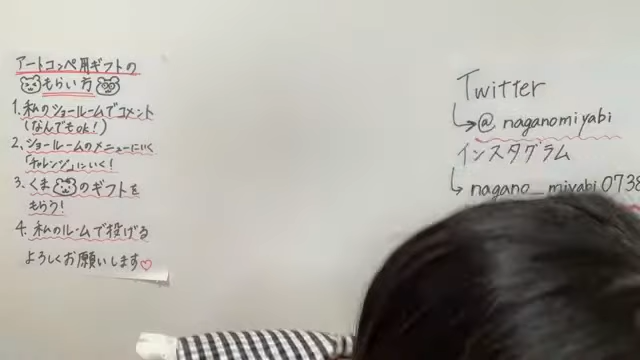 アートコンペ用ギフトの
もらい方
1.私のショールームでコメント
(なんでもok!)
2.ショールームのメニューにいく
「チャレンジ」にいく!
3.くまのギフトを
もらう!
4.私のルームで投げる
よろしくお願いします♡
Twitter
@naganomiyabi
インスタグラム
nagano_miyabi0738